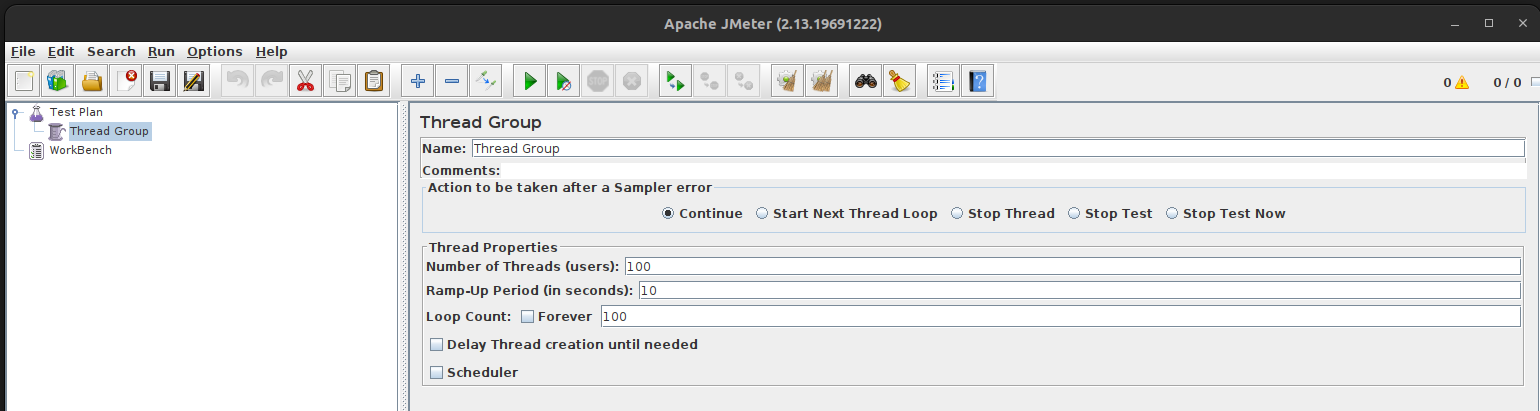 Apache JMeter (2.13.19691222)
File Edit Search Run Options Help
0 0 / 0
Test Plan
Thread Group
WorkBench
Thread Group
Name: Thread Group
Comments:
Action to be taken after a Sampler error
Continue Start Next Thread Loop Stop Thread Stop Test Stop Test Now
Thread Properties
Number of Threads (users): 100
Ramp-Up Period (in seconds): 10
Loop Count: Forever 100
Delay Thread creation until needed
Scheduler